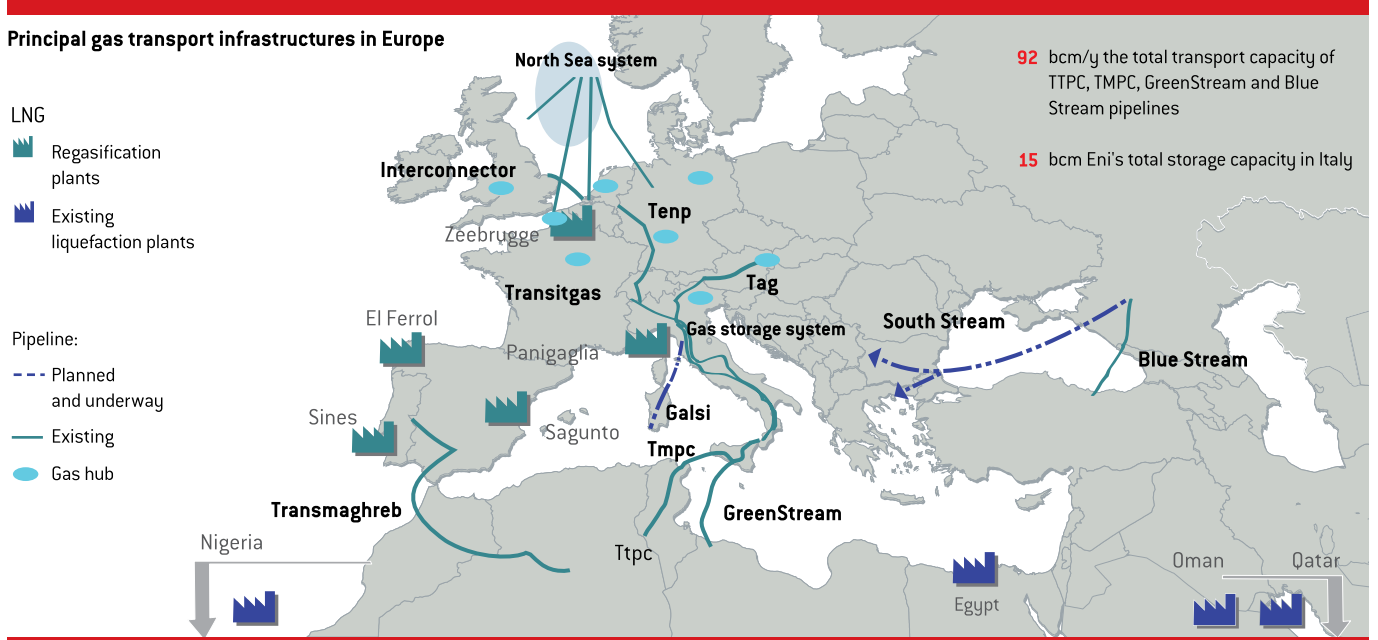 Principal gas transport infrastructures in Europe
North Sea system
92 bcm/y the total transport capacity of
TTPC, TMPC, GreenStream and Blue
Stream pipelines
15 bcm Eni's total storage capacity in Italy
LNG
Regasification
plants
Existing
liquefaction plants
Pipeline:
Planned
and underway
Existing
Gas hub
Interconnector
Tenp
Zeebrugge
Tag
Transitgas
Gas storage system
South Stream
El Ferrol
Panigaglia
Blue Stream
Sines
Galsi
Sagunto
Tmpc
Transmaghreb
GreenStream
Nigeria
Ttpc
Oman
Qatar
Egypt